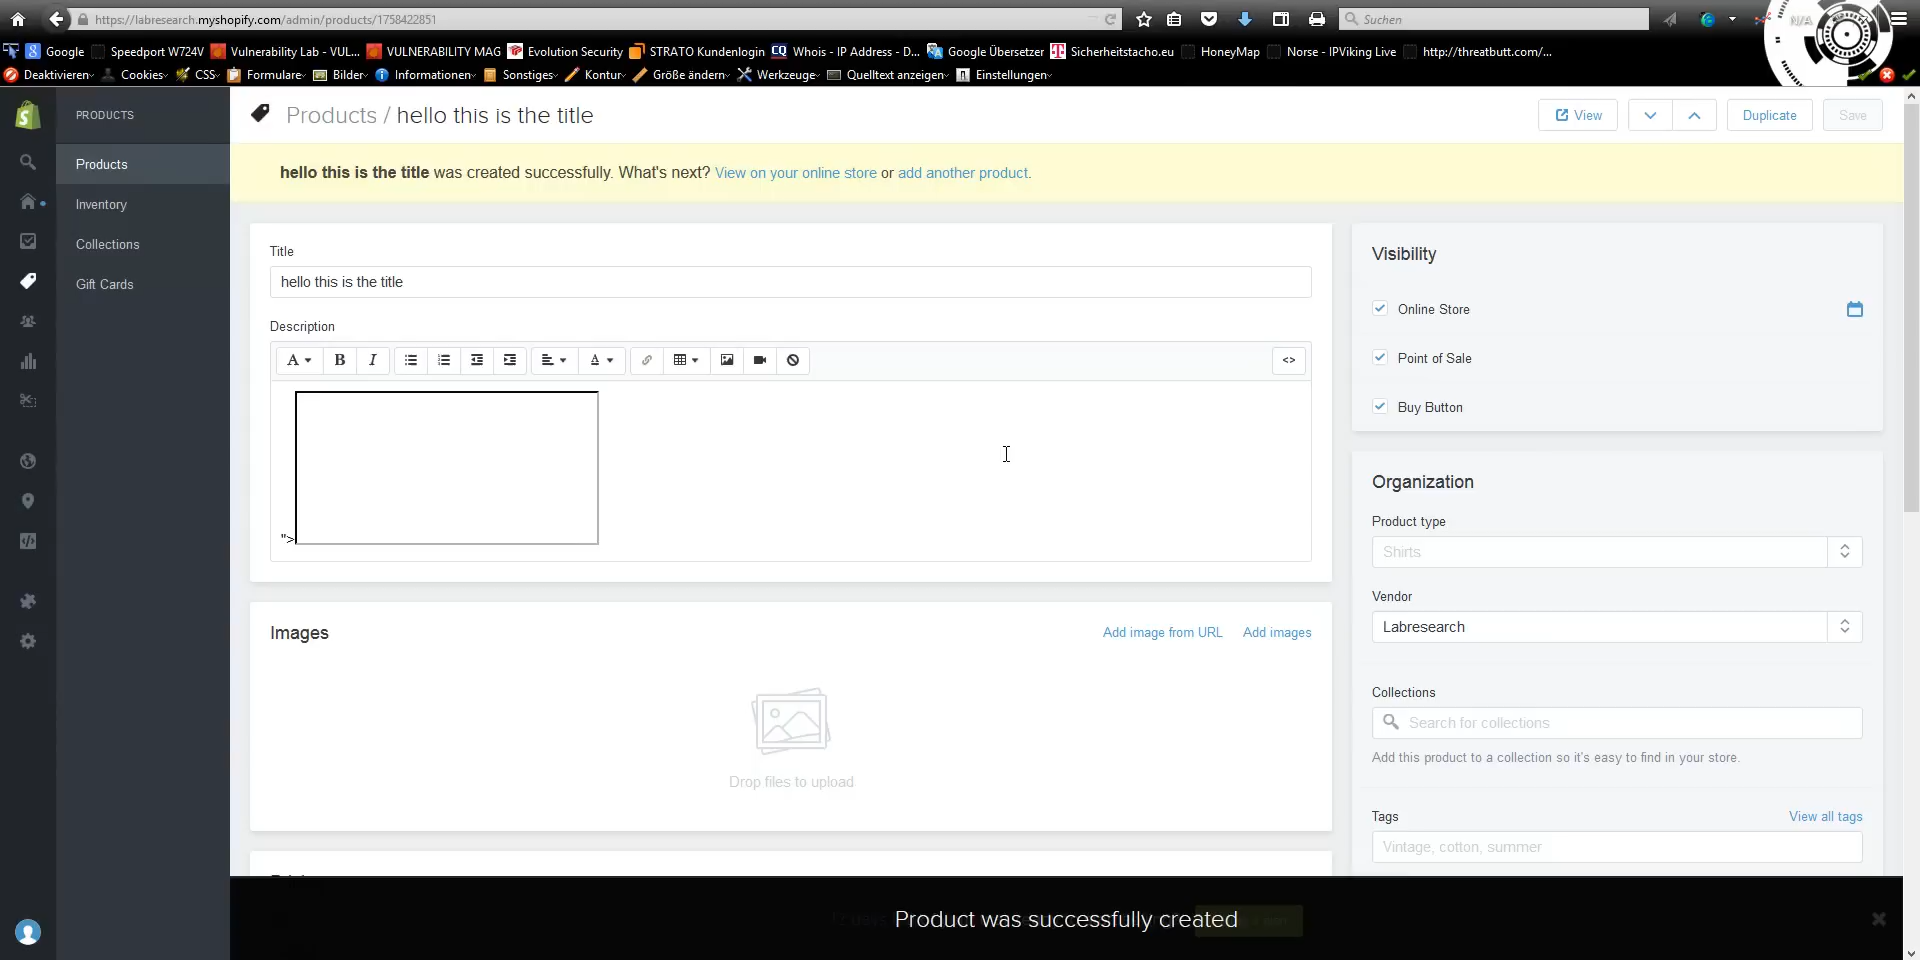 https://labresearch.myshopify.com/admin/products/1758422851
Suchen
N/A
Google
Speedport W724V
Vulnerability Lab - VUL...
VULNERABILITY MAG
Evolution Security
STRATO Kundenlogin
CQ
Whois - IP Address - D...
Google Übersetzer
Sicherheitstacho.eu
HoneyMap
Norse - IPViking Live
http://threatbutt.com/...
Deaktivieren
Cookies
CSS
Formulare
Bilder
Informationen
Sonstiges
Kontur
Größe ändern
Werkzeuge
Quelltext anzeigen
Einstellungen
PRODUCTS
Products / hello this is the title
View
Duplicate
Save
Products
Inventory
Collections
Gift Cards
hello this is the title was created successfully. What's next? View on your online store or add another product.
Title
hello this is the title
Description
A
B
I
A
<>
">
Images
Add image from URL
Add images
Drop files to upload
Visibility
Online Store
Point of Sale
Buy Button
Organization
Product type
Shirts
Vendor
Labresearch
Collections
Search for collections
Add this product to a collection so it's easy to find in your store.
Tags
View all tags
Vintage, cotton, summer
Product was successfully created